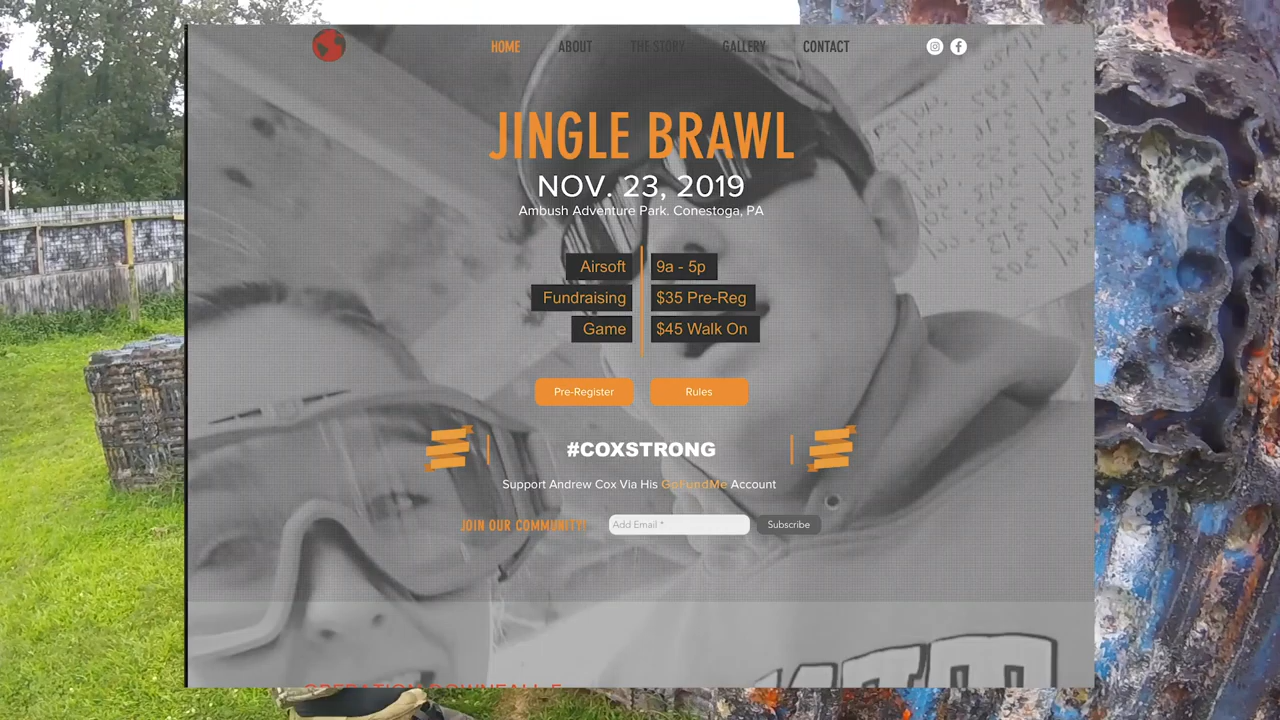 HOME ABOUT THE STORY GALLERY CONTACT
JINGLE BRAWL
NOV. 23, 2019
Ambush Adventure Park. Conestoga, PA
Airsoft 9a - 5p
Fundraising $35 Pre-Reg
Game $45 Walk On
Pre-Register Rules
#COXSTRONG
Support Andrew Cox Via His GoFundMe Account
JOIN OUR COMMUNITY! Add Email * Subscribe